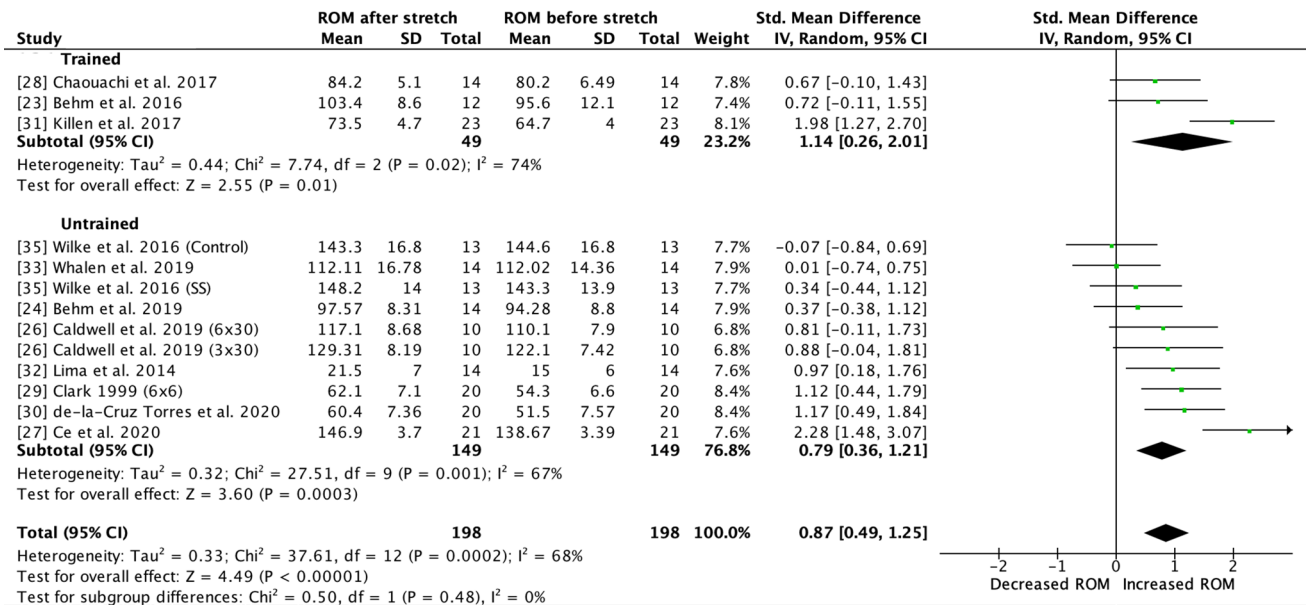 ROM after stretch ROM before stretch Std. Mean Difference Std. Mean Difference
Study Mean SD Total Mean SD Total Weight IV, Random, 95% CI IV, Random, 95% CI
Trained
[28] Chaouachi et al. 2017 84.2 5.1 14 80.2 6.49 14 7.8% 0.67 [-0.10, 1.43]
[23] Behm et al. 2016 103.4 8.6 12 95.6 12.1 12 7.4% 0.72 [-0.11, 1.55]
[31] Killen et al. 2017 73.5 4.7 23 64.7 4 23 8.1% 1.98 [1.27, 2.70]
Subtotal (95% CI) 49 49 23.2% 1.14 [0.26, 2.01]
Heterogeneity: Tau² = 0.44; Chi² = 7.74, df = 2 (P = 0.02); I² = 74%
Test for overall effect: Z = 2.55 (P = 0.01)
Untrained
[35] Wilke et al. 2016 (Control) 143.3 16.8 13 144.6 16.8 13 7.7% -0.07 [-0.84, 0.69]
[33] Whalen et al. 2019 112.11 16.78 14 112.02 14.36 14 7.9% 0.01 [-0.74, 0.75]
[35] Wilke et al. 2016 (SS) 148.2 14 13 143.3 13.9 13 7.7% 0.34 [-0.44, 1.12]
[24] Behm et al. 2019 97.57 8.31 14 94.28 8.8 14 7.9% 0.37 [-0.38, 1.12]
[26] Caldwell et al. 2019 (6x30) 117.1 8.68 10 110.1 7.9 10 6.8% 0.81 [-0.11, 1.73]
[26] Caldwell et al. 2019 (3x30) 129.31 8.19 10 122.1 7.42 10 6.8% 0.88 [-0.04, 1.81]
[32] Lima et al. 2014 21.5 7 14 15 6 14 7.6% 0.97 [0.18, 1.76]
[29] Clark 1999 (6x6) 62.1 7.1 20 54.3 6.6 20 8.4% 1.12 [0.44, 1.79]
[30] de-la-Cruz Torres et al. 2020 60.4 7.36 20 51.5 7.57 20 8.4% 1.17 [0.49, 1.84]
[27] Ce et al. 2020 146.9 3.7 21 138.67 3.39 21 7.6% 2.28 [1.48, 3.07]
Subtotal (95% CI) 149 149 76.8% 0.79 [0.36, 1.21]
Heterogeneity: Tau² = 0.32; Chi² = 27.51, df = 9 (P = 0.001); I² = 67%
Test for overall effect: Z = 3.60 (P = 0.0003)
Total (95% CI) 198 198 100.0% 0.87 [0.49, 1.25]
Heterogeneity: Tau² = 0.33; Chi² = 37.61, df = 12 (P = 0.0002); I² = 68%
Test for overall effect: Z = 4.49 (P < 0.00001)
Test for subgroup differences: Chi² = 0.50, df = 1 (P = 0.48), I² = 0%
-2 -1 0 1 2
Decreased ROM Increased ROM